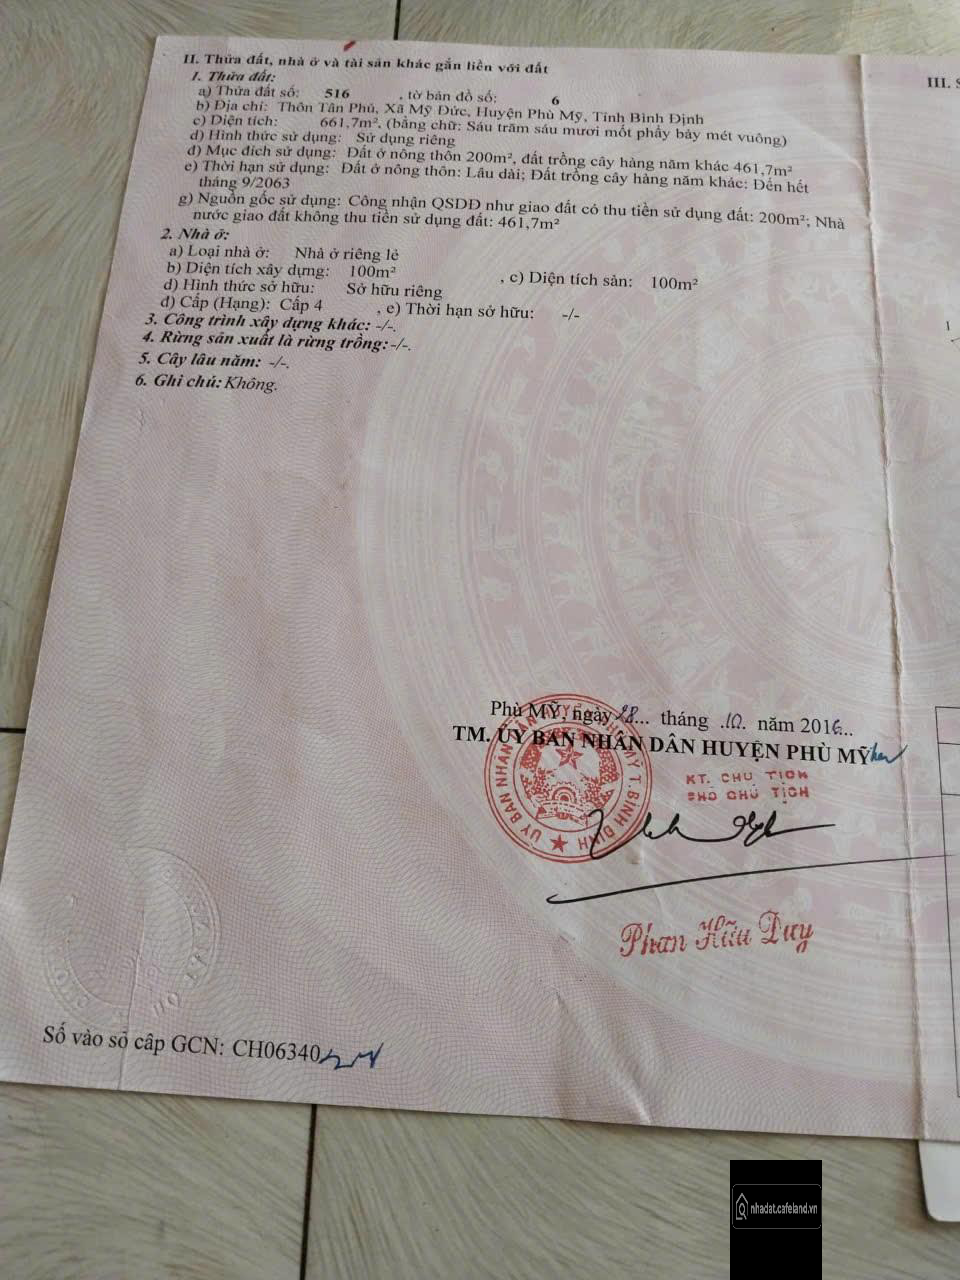 II. Thửa đất, nhà ở và tài sản khác gắn liền với đất
1. Thửa đất:
a) Thửa đất số: 516 , tờ bản đồ số: 6
b) Địa chỉ: Thôn Tân Phú, Xã Mỹ Đức, Huyện Phù Mỹ, Tỉnh Bình Định
c) Diện tích: 661,7m², (bằng chữ: Sáu trăm sáu mươi mốt phẩy bảy mét vuông)
d) Hình thức sử dụng: Sử dụng riêng
đ) Mục đích sử dụng: Đất ở nông thôn 200m², đất trồng cây hàng năm khác 461,7m²
e) Thời hạn sử dụng: Đất ở nông thôn: Lâu dài; Đất trồng cây hàng năm khác: Đến hết
tháng 9/2063
g) Nguồn gốc sử dụng: Công nhận QSDĐ như giao đất có thu tiền sử dụng đất: 200m²; Nhà
nước giao đất không thu tiền sử dụng đất: 461,7m²
2. Nhà ở:
a) Loại nhà ở: Nhà ở riêng lẻ
b) Diện tích xây dựng: 100m² , c) Diện tích sàn: 100m²
d) Hình thức sở hữu: Sở hữu riêng
đ) Cấp (Hạng): Cấp 4 , e) Thời hạn sở hữu: -/-
3. Công trình xây dựng khác: -/-.
4. Rừng sản xuất là rừng trồng: -/-.
5. Cây lâu năm: -/-.
6. Ghi chú: Không.
III. S
1
Phù Mỹ, ngày 28... tháng .10. năm 2016...
TM. ỦY BAN NHÂN DÂN HUYỆN PHÙ MỸ
KT. CHỦ TỊCH
PHÓ CHỦ TỊCH
ỦY BAN NHÂN DÂN HUYỆN PHÙ MỸ T. BÌNH ĐỊNH
Phan Hữu Duy
Số vào sổ cấp GCN: CH06340
nhadat.cafeland.vn